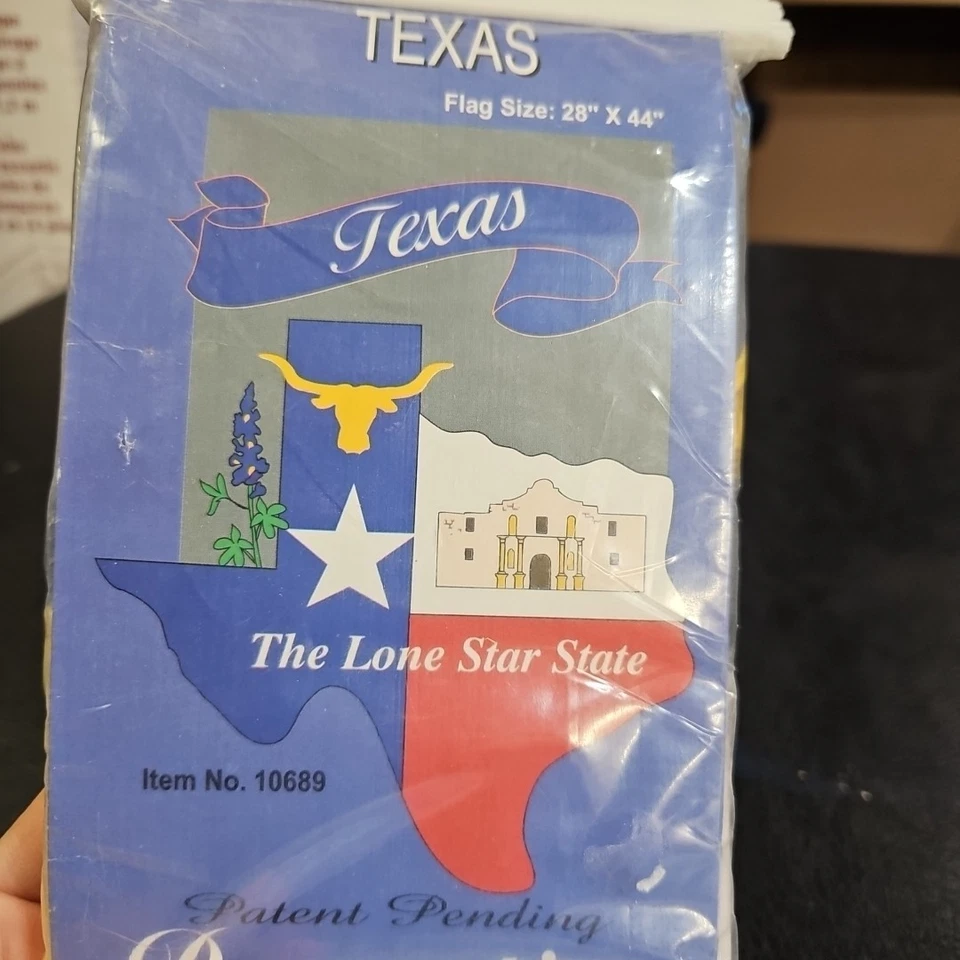 TEXAS
Flag Size: 28" X 44"
Texas
The Lone Star State
Item No. 10689
Patent Pending